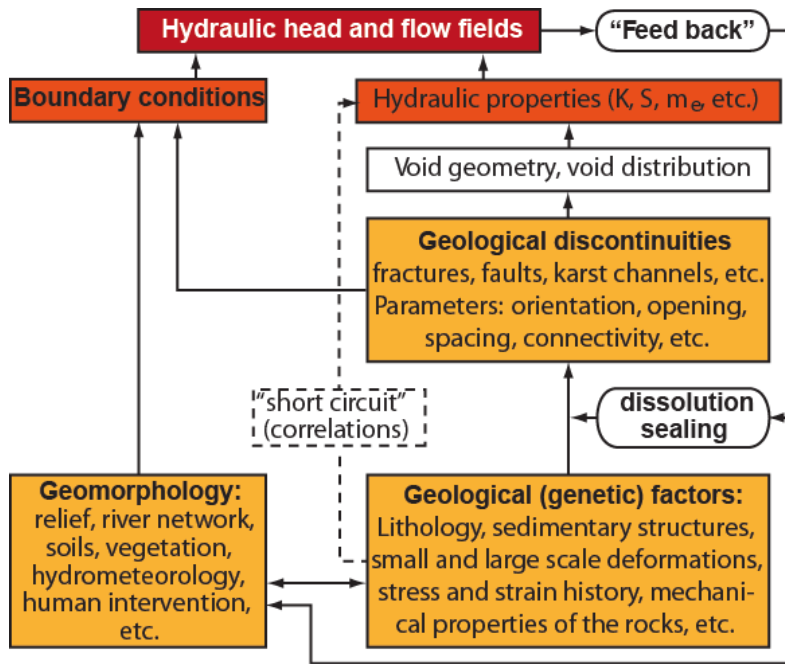 Hydraulic head and flow fields
“Feed back”
Boundary conditions
Hydraulic properties (K, S, me, etc.)
Void geometry, void distribution
Geological discontinuities
fractures, faults, karst channels, etc.
Parameters: orientation, opening,
spacing, connectivity, etc.
“short circuit”
(correlations)
dissolution
sealing
Geomorphology:
relief, river network,
soils, vegetation,
hydrometeorology,
human intervention,
etc.
Geological (genetic) factors:
Lithology, sedimentary structures,
small and large scale deformations,
stress and strain history, mechani-
cal properties of the rocks, etc.